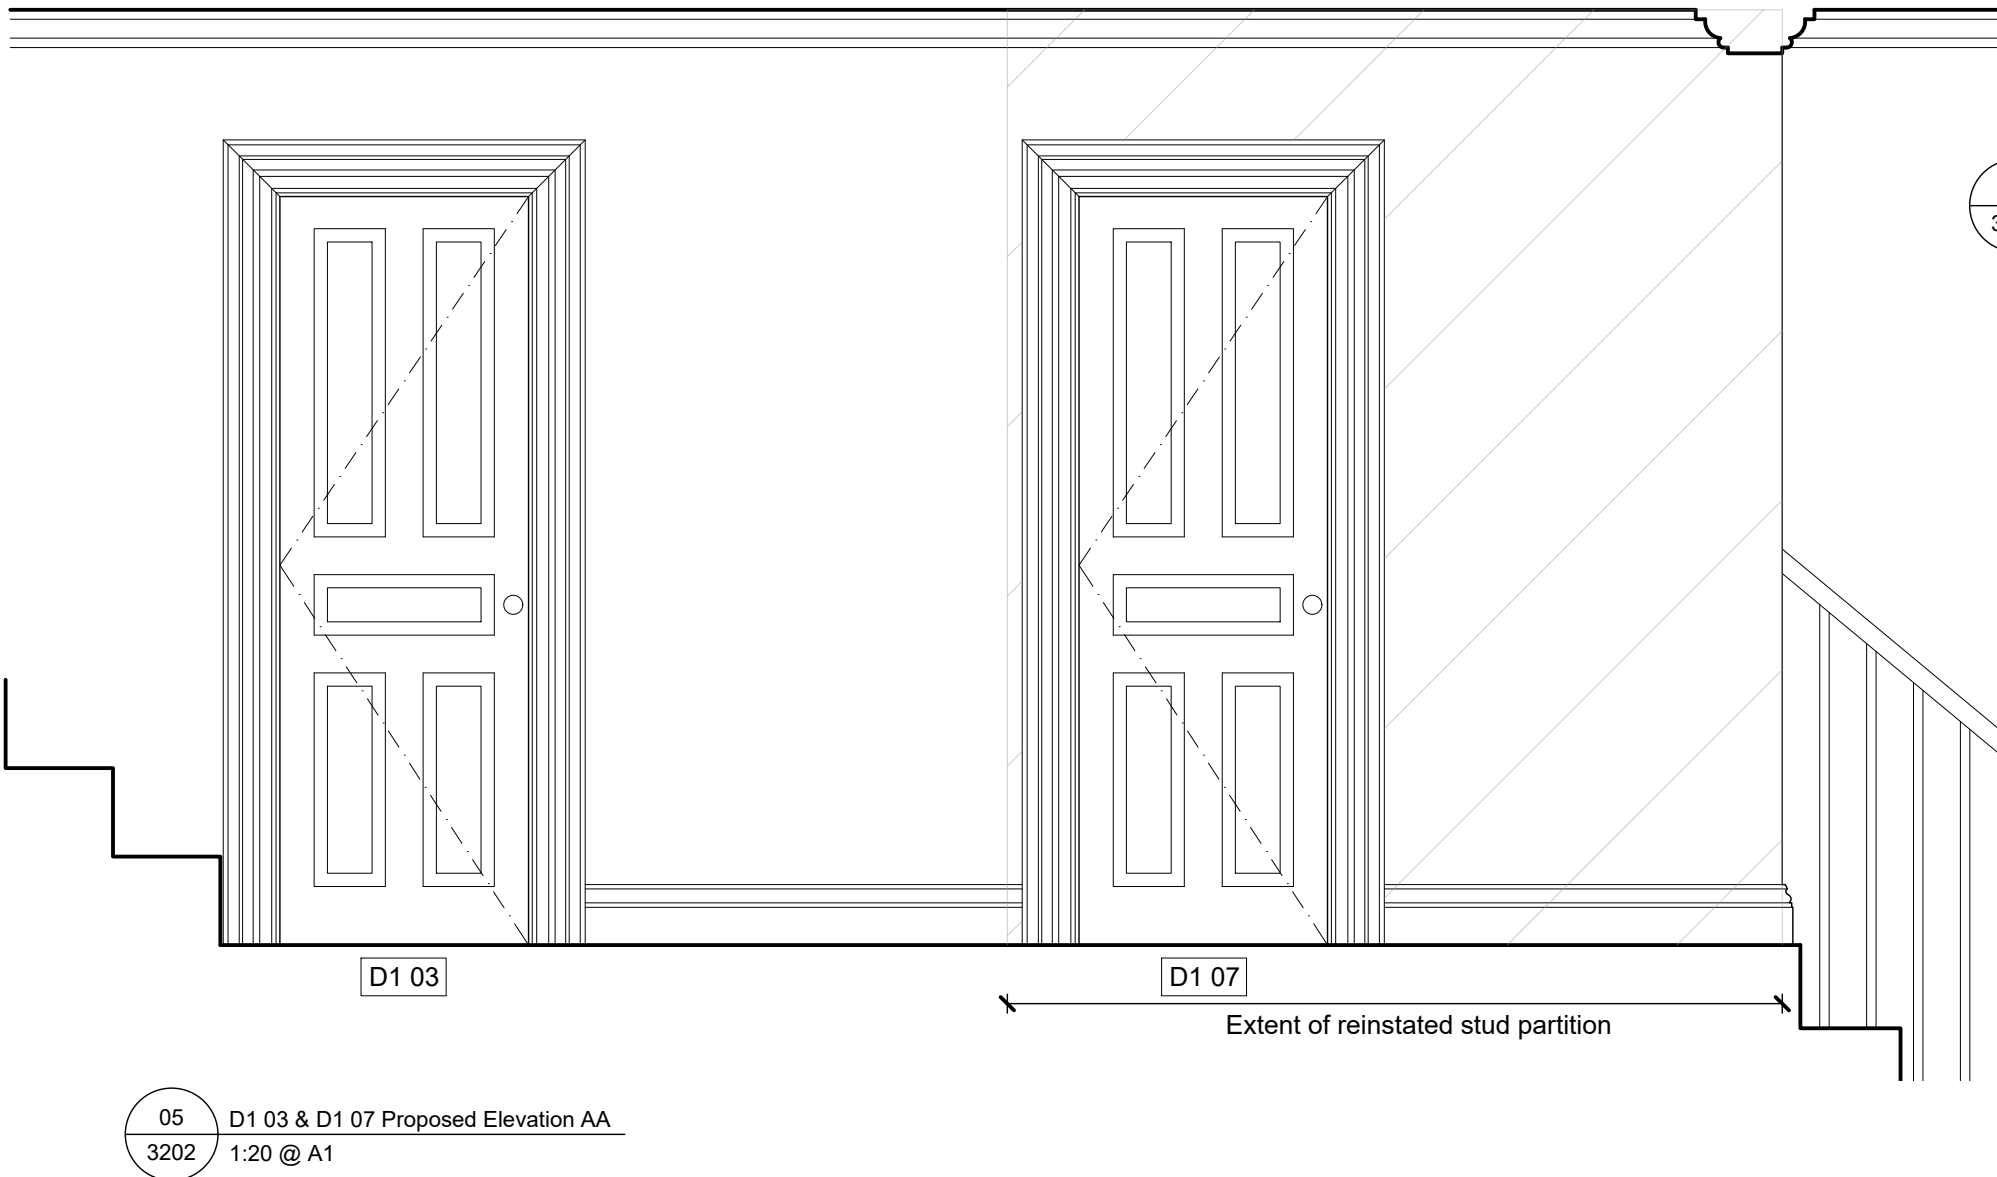 3
D1 03
D1 07
Extent of reinstated stud partition
05
D1 03 & D1 07 Proposed Elevation AA
3202
1:20 @ A1